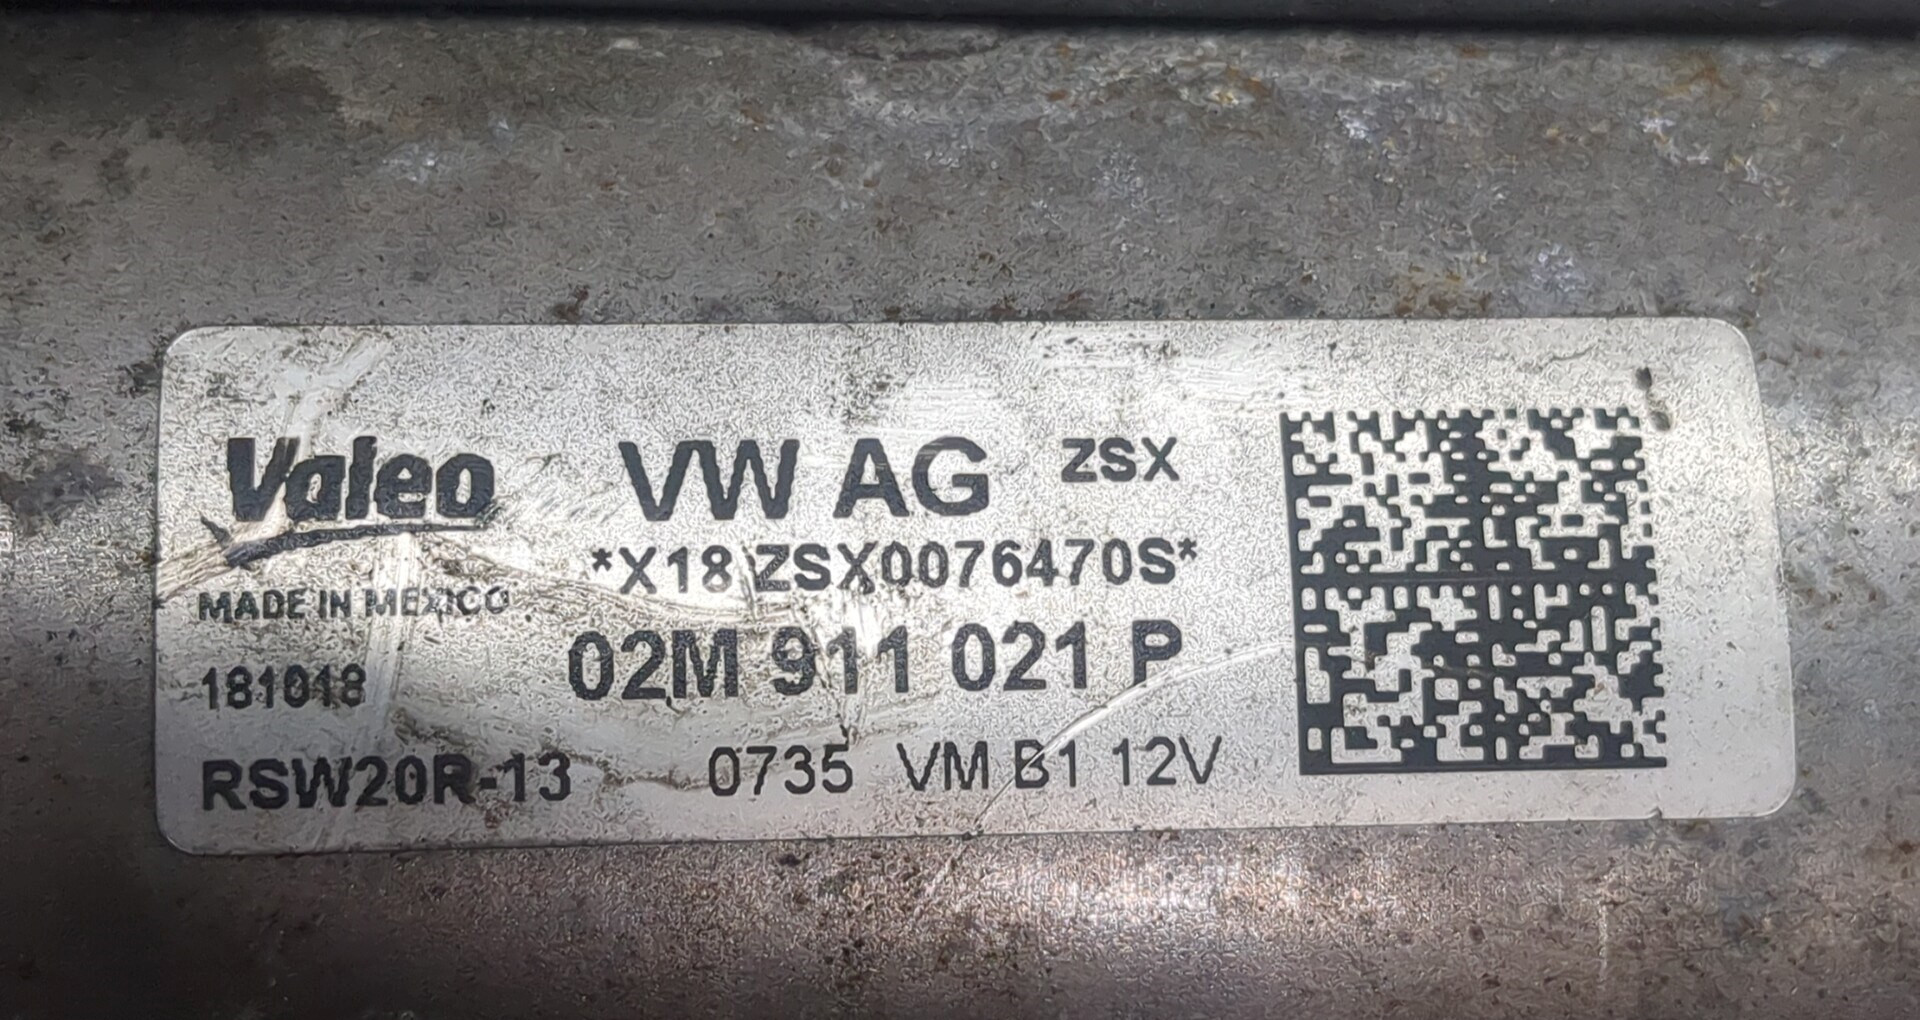 Valeo VW AG ZSX
*X18 ZSX0076470S*
MADE IN MEXICO
02M 911 021 P
181018
RSW20R-13 0735 VM B1 12V